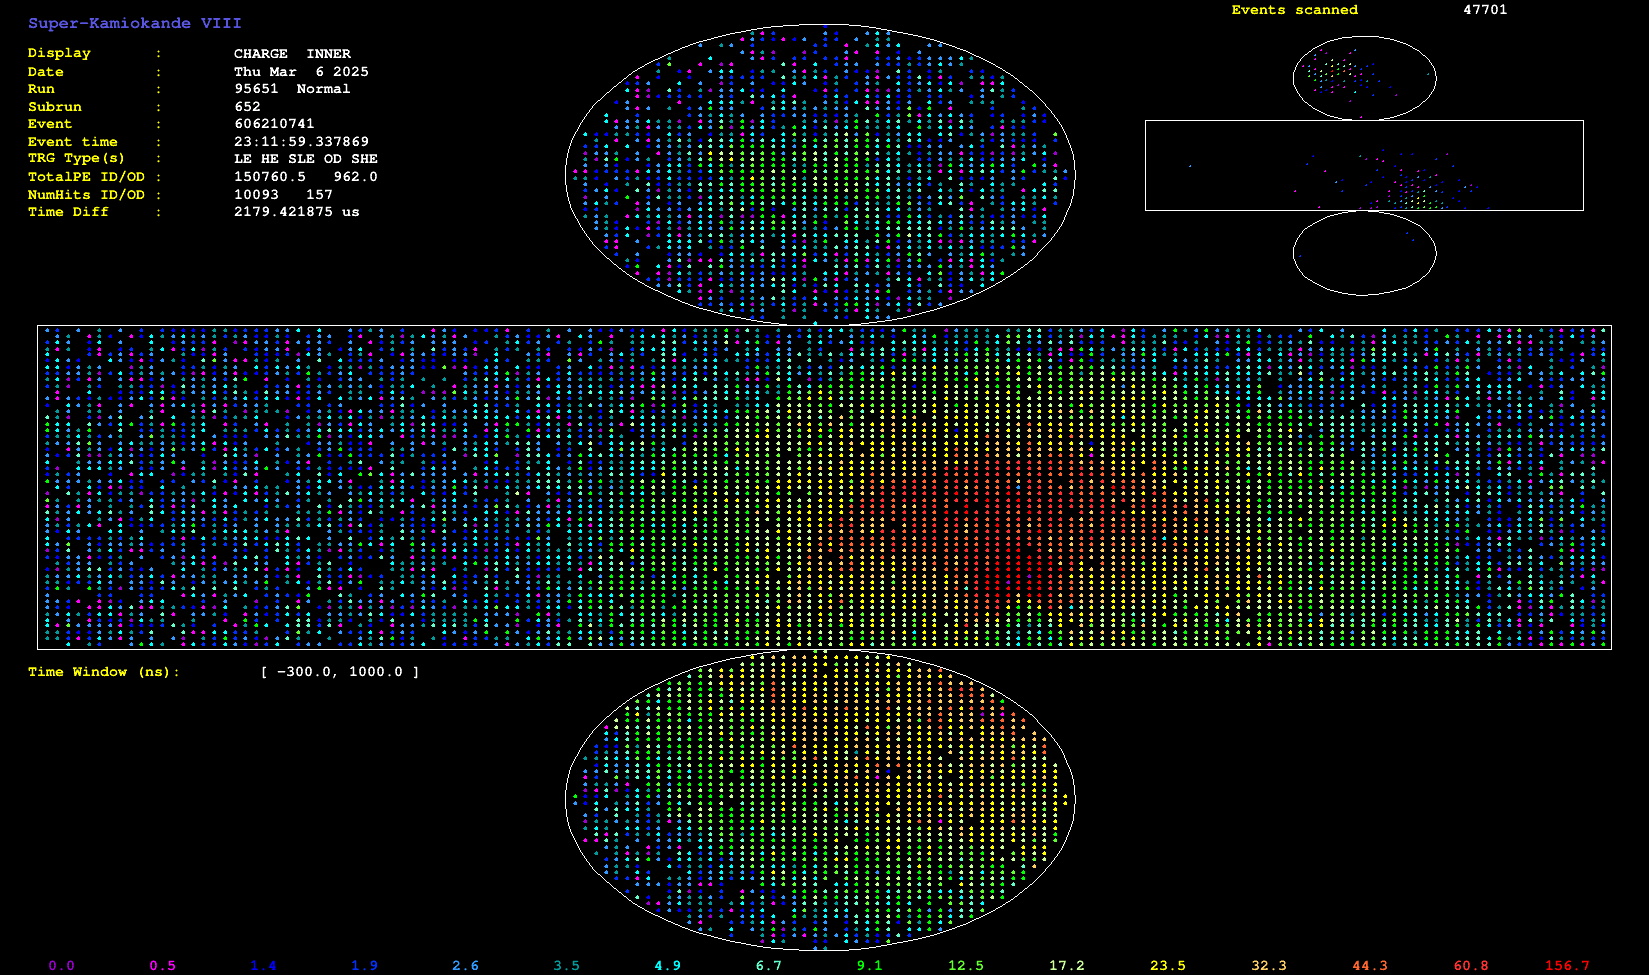 Super-Kamiokande VIII
Events scanned 47701
Display : CHARGE INNER
Date : Thu Mar 6 2025
Run : 95651 Normal
Subrun : 652
Event : 606210741
Event time : 23:11:59.337869
TRG Type(s) : LE HE SLE OD SHE
TotalPE ID/OD : 150760.5 962.0
NumHits ID/OD : 10093 157
Time Diff : 2179.421875 us
Time Window (ns): [ -300.0, 1000.0 ]
0.0 0.5 1.4 1.9 2.6 3.5 4.9 6.7 9.1 12.5 17.2 23.5 32.3 44.3 60.8 156.7